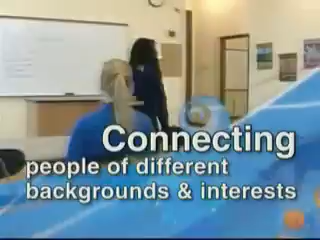 Connecting
people of different
backgrounds & interests